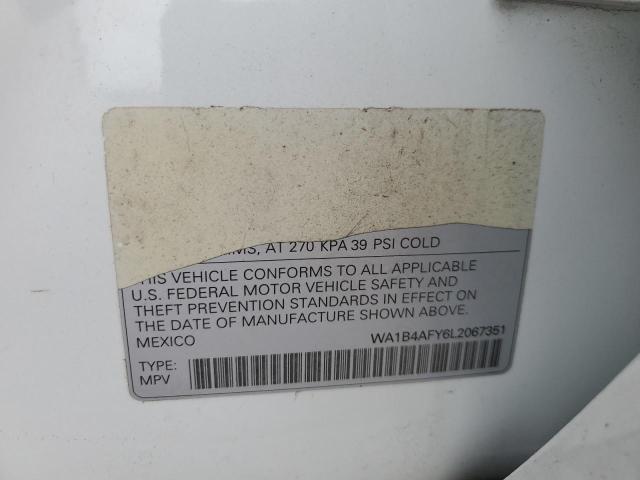 AT 270 KPA 39 PSI COLD
THIS VEHICLE CONFORMS TO ALL APPLICABLE
U.S. FEDERAL MOTOR VEHICLE SAFETY AND
THEFT PREVENTION STANDARDS IN EFFECT ON
THE DATE OF MANUFACTURE SHOWN ABOVE.
MEXICO WA1B4AFY6L2067351
TYPE:
MPV